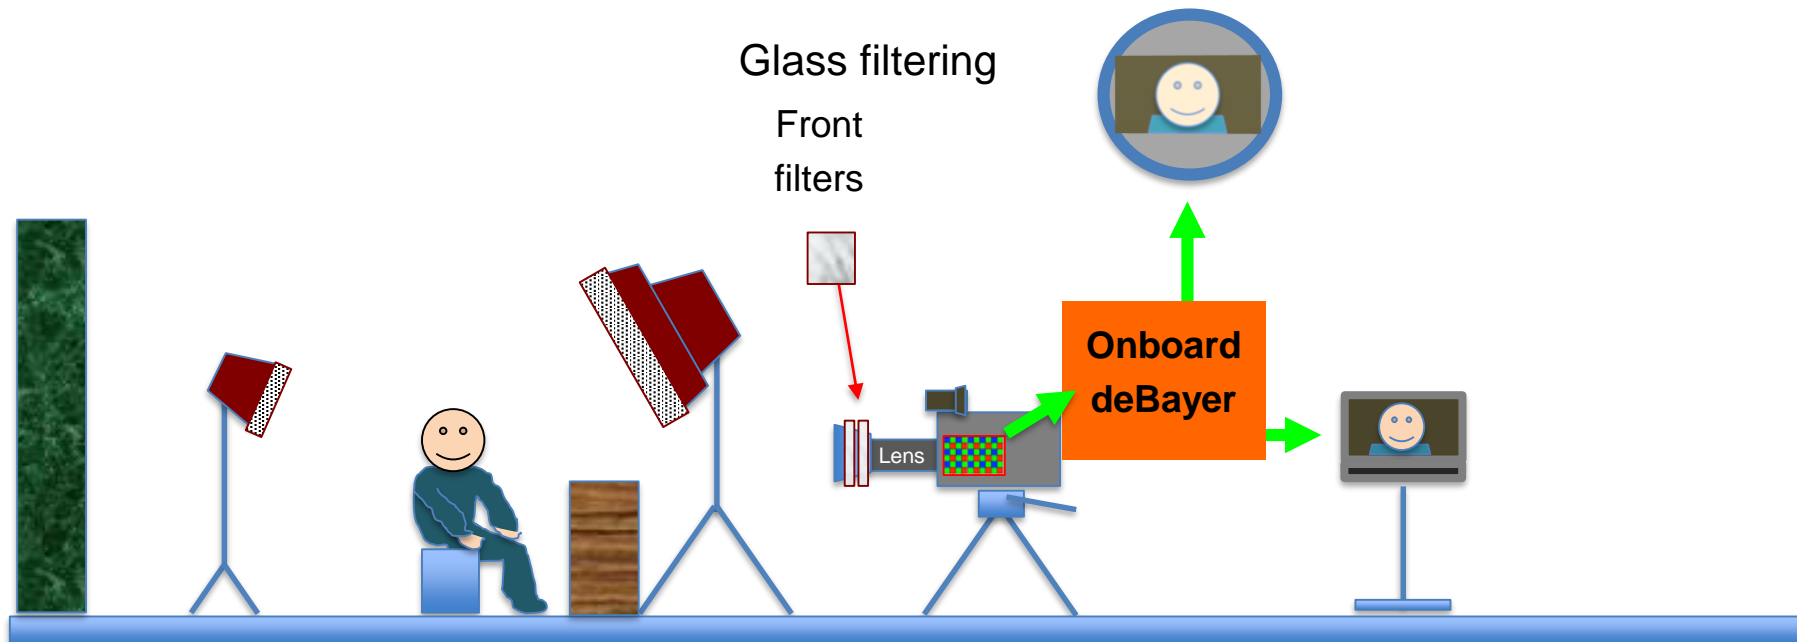 Glass filtering
Front
filters
Onboard
deBayer
Lens